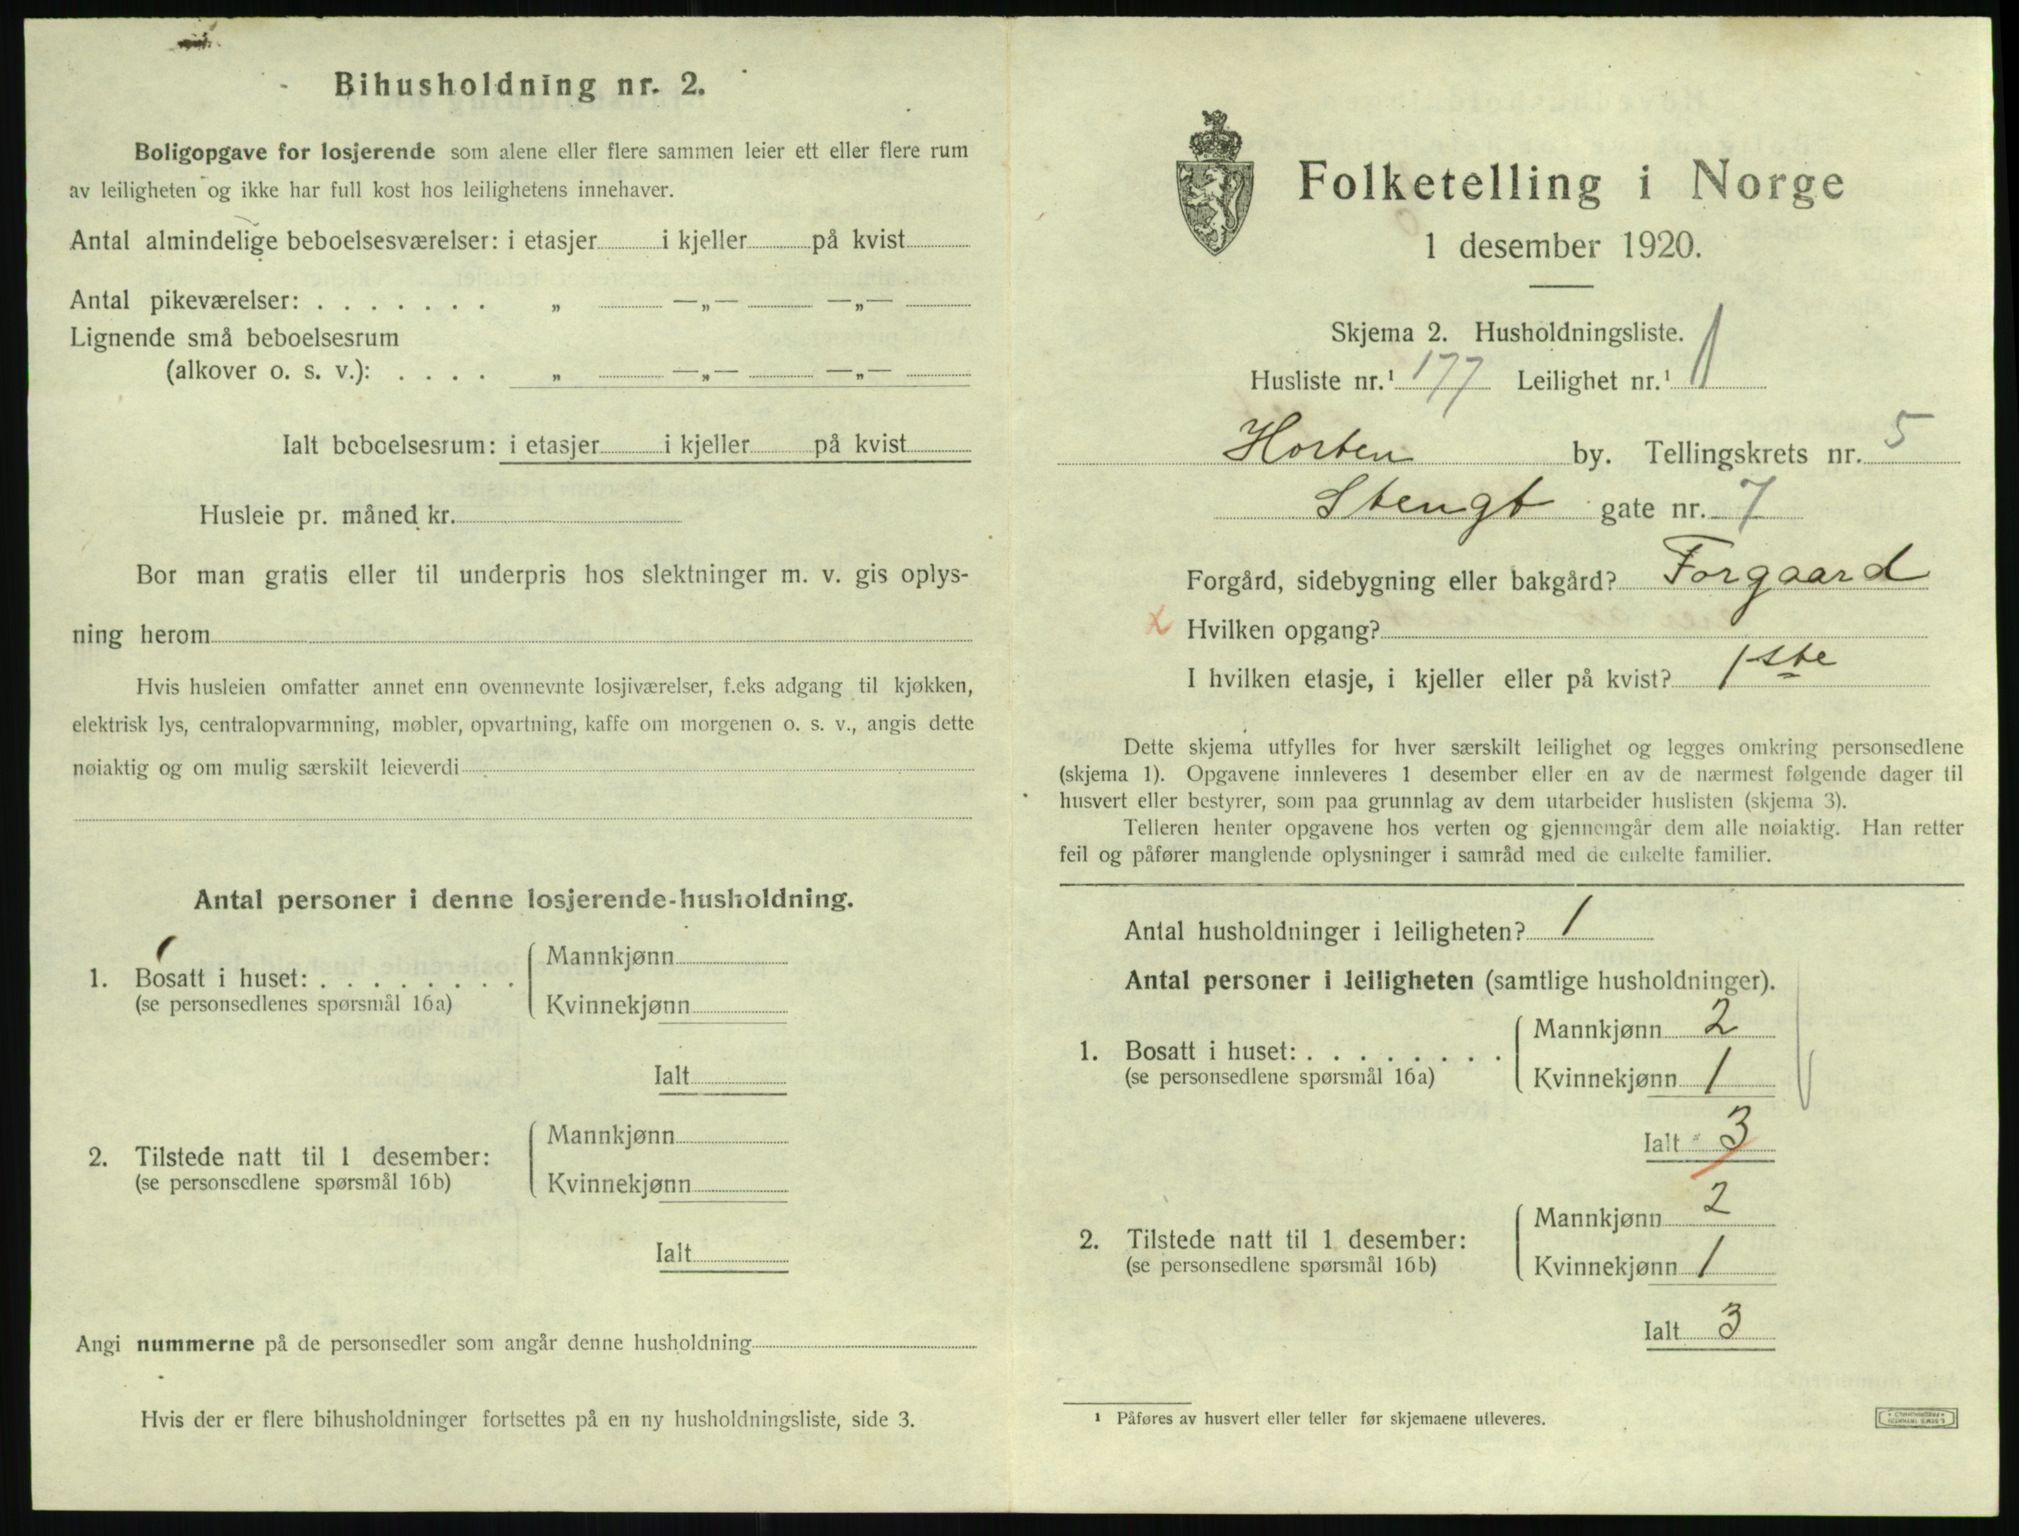 Bihusholdning nr. 2.
Boligopgave for losjerende som alene eller flere sammen leier ett eller flere rum
av leiligheten og ikke har full kost hos leilighetens innehaver.
Antal almindelige beboelsesværelser: i etasjer i kjeller på kvist
Antal pikeværelser: . . . . . . . „ —„— —„—
Lignende små beboelsesrum
(alkover o. s. v.): . . . . „ —„— —„—
Ialt beboelsesrum: i etasjer i kjeller på kvist
Husleie pr. måned kr.
Bor man gratis eller til underpris hos slektninger m. v. gis oplys-
ning herom
Hvis husleien omfatter annet enn ovennevnte losjiværelser, f.eks adgang til kjøkken,
elektrisk lys, centralopvarmning, møbler, opvartning, kaffe om morgenen o. s. v., angis dette
nøiaktig og om mulig særskilt leieverdi
Antal personer i denne losjerende-husholdning.
1. Bosatt i huset: . . . . . . . .
(se personsedlenes spørsmål 16a)
Mannkjønn
Kvinnekjønn
Ialt
2. Tilstede natt til 1 desember:
(se personsedlene spørsmål 16b)
Mannkjønn
Kvinnekjønn
Ialt
Angi nummerne på de personsedler som angår denne husholdning
Hvis der er flere bihusholdninger fortsettes på en ny husholdningsliste, side 3.
Folketelling i Norge
1 desember 1920.
Skjema 2. Husholdningsliste.
Husliste nr.¹ 177 Leilighet nr.¹ 1
Horten by. Tellingskrets nr. 5
Stengt gate nr. 7
Forgård, sidebygning eller bakgård? Forgaard
x Hvilken opgang?
I hvilken etasje, i kjeller eller på kvist? 1ste
Dette skjema utfylles for hver særskilt leilighet og legges omkring personsedlene
(skjema 1). Opgavene innleveres 1 desember eller en av de nærmest følgende dager til
husvert eller bestyrer, som paa grunnlag av dem utarbeider huslisten (skjema 3).
Telleren henter opgavene hos verten og gjennemgår dem alle nøiaktig. Han retter
feil og påfører manglende oplysninger i samråd med de enkelte familier.
Antal husholdninger i leiligheten? 1
Antal personer i leiligheten (samtlige husholdninger).
1. Bosatt i huset: . . . . . . . .
(se personsedlene spørsmål 16a)
Mannkjønn 2
Kvinnekjønn 1
Ialt 3
2. Tilstede natt til 1 desember:
(se personsedlene spørsmål 16b)
Mannkjønn 2
Kvinnekjønn 1
Ialt 3
¹ Påføres av husvert eller teller før skjemaene utleveres.